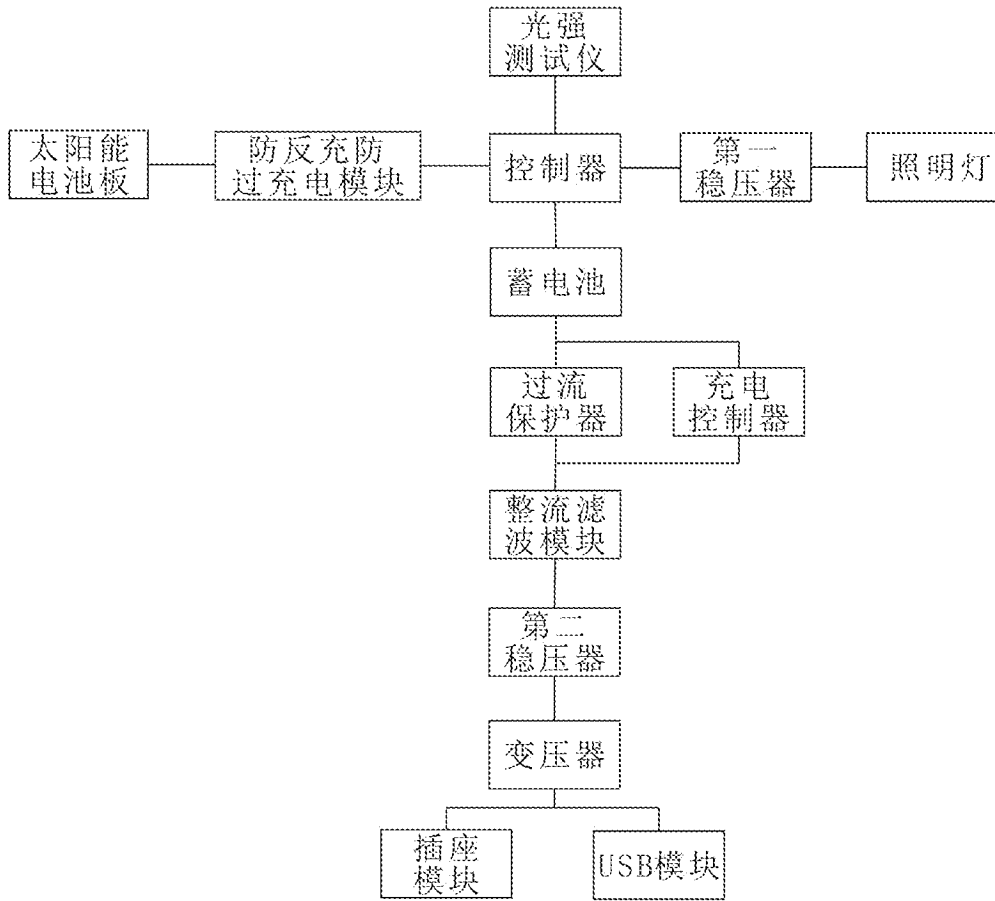 光强
测试仪
太阳能
电池板
防反充防
过充电模块
控制器
第一
稳压器
照明灯
蓄电池
过流
保护器
充电
控制器
整流滤
波模块
第二
稳压器
变压器
插座
模块
USB模块